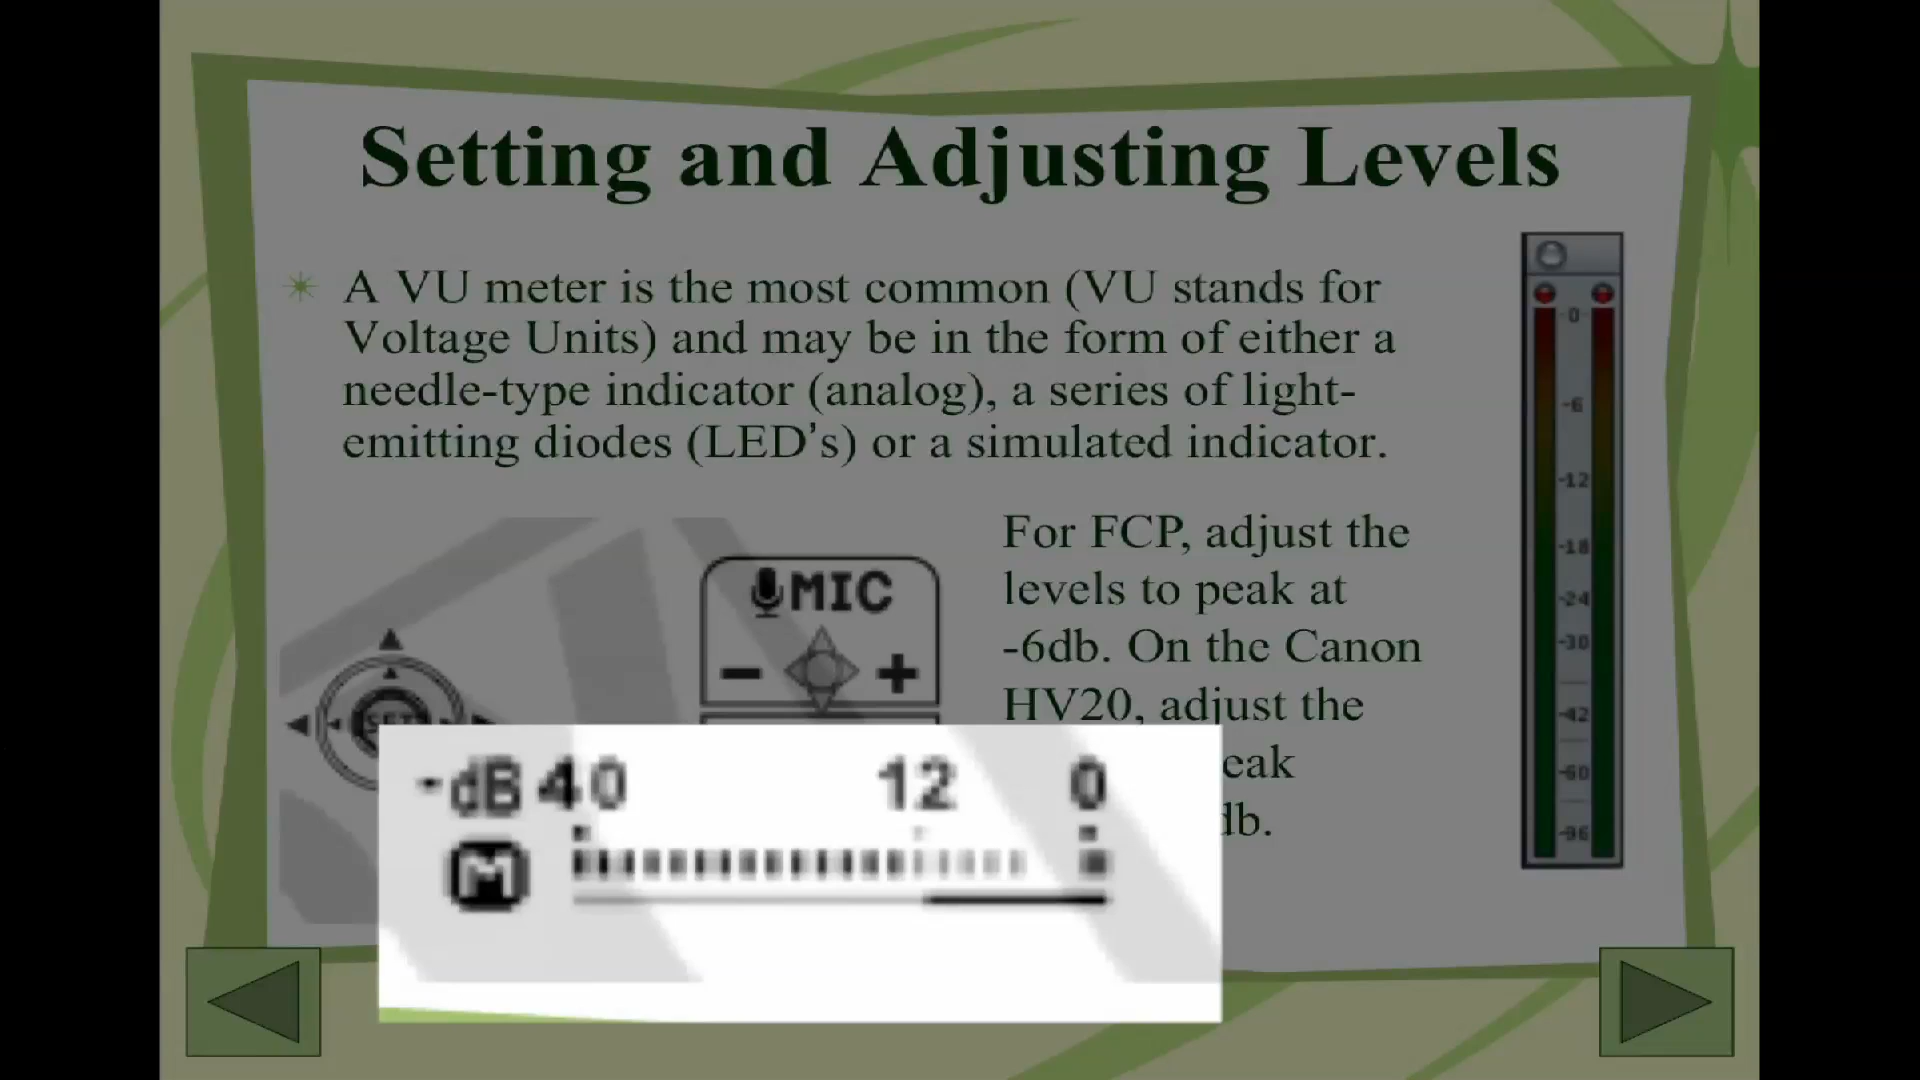 Setting and Adjusting Levels
A VU meter is the most common (VU stands for
Voltage Units) and may be in the form of either a
needle-type indicator (analog), a series of light-
emitting diodes (LED’s) or a simulated indicator.
For FCP, adjust the
levels to peak at
-6db. On the Canon
HV20, adjust the
eak
db.
MIC
- +
SET
-dB 40 12 0
M
-0-
-6
-12
-18
-24
-30
-42
-60
-96